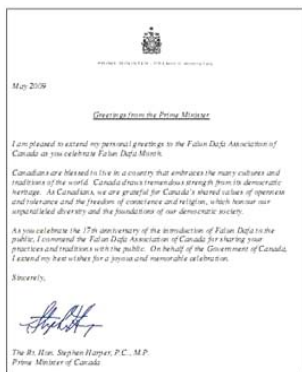 PRIME MINISTER · PREMIER MINISTRE
May 2009
Greetings from the Prime Minister
I am pleased to extend my personal greetings to the Falun Dafa Association of
Canada as you celebrate Falun Dafa Month.
Canadians are blessed to live in a country that embraces the many cultures and
traditions of the world. Canada draws tremendous strength from its democratic
heritage. As Canadians, we are grateful for Canada's shared values of openness
and tolerance and the freedom of conscience and religion, which honour our
unparalleled diversity and the foundations of our democratic society.
As you celebrate the 17th anniversary of the introduction of Falun Dafa to the
public, I commend the Falun Dafa Association of Canada for sharing your
practices and traditions with the public. On behalf of the Government of Canada,
I extend my best wishes for a joyous and memorable celebration.
Sincerely,
The Rt. Hon. Stephen Harper, P.C., M.P.
Prime Minister of Canada